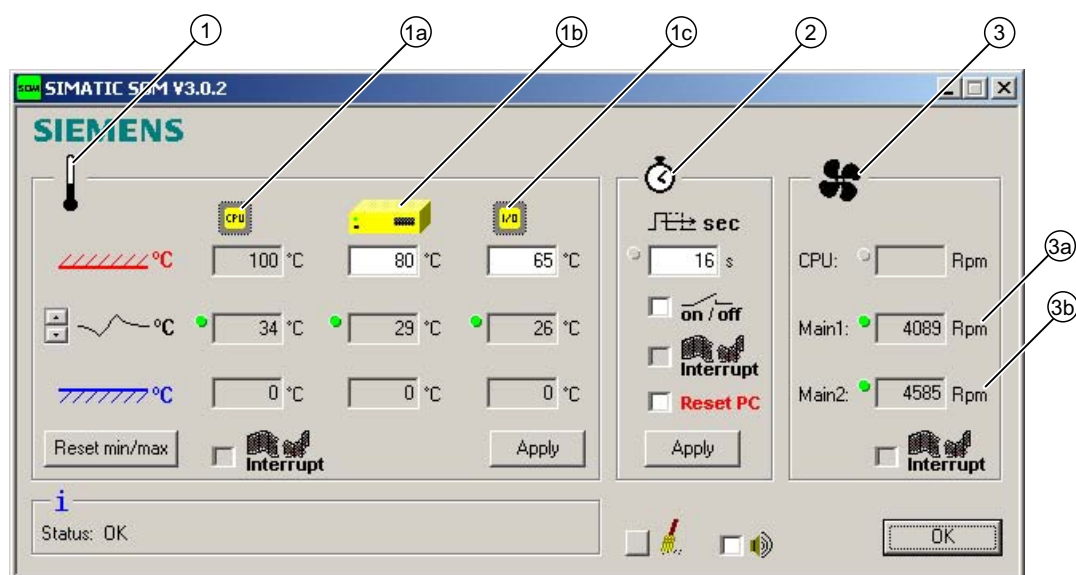 1 1a 1b 1c 2 3
SOM SIMATIC SOM V3.0.2
SIEMENS
CPU I/O
sec
°C 100 °C 80 °C 65 °C
16 s
CPU: Rpm
3a
°C 34 °C 29 °C 26 °C
on / off
Main1: 4089 Rpm
3b
Interrupt
°C 0 °C 0 °C 0 °C
Reset PC
Main2: 4585 Rpm
Reset min/max Interrupt Apply
Apply
Interrupt
i
Status: OK
OK